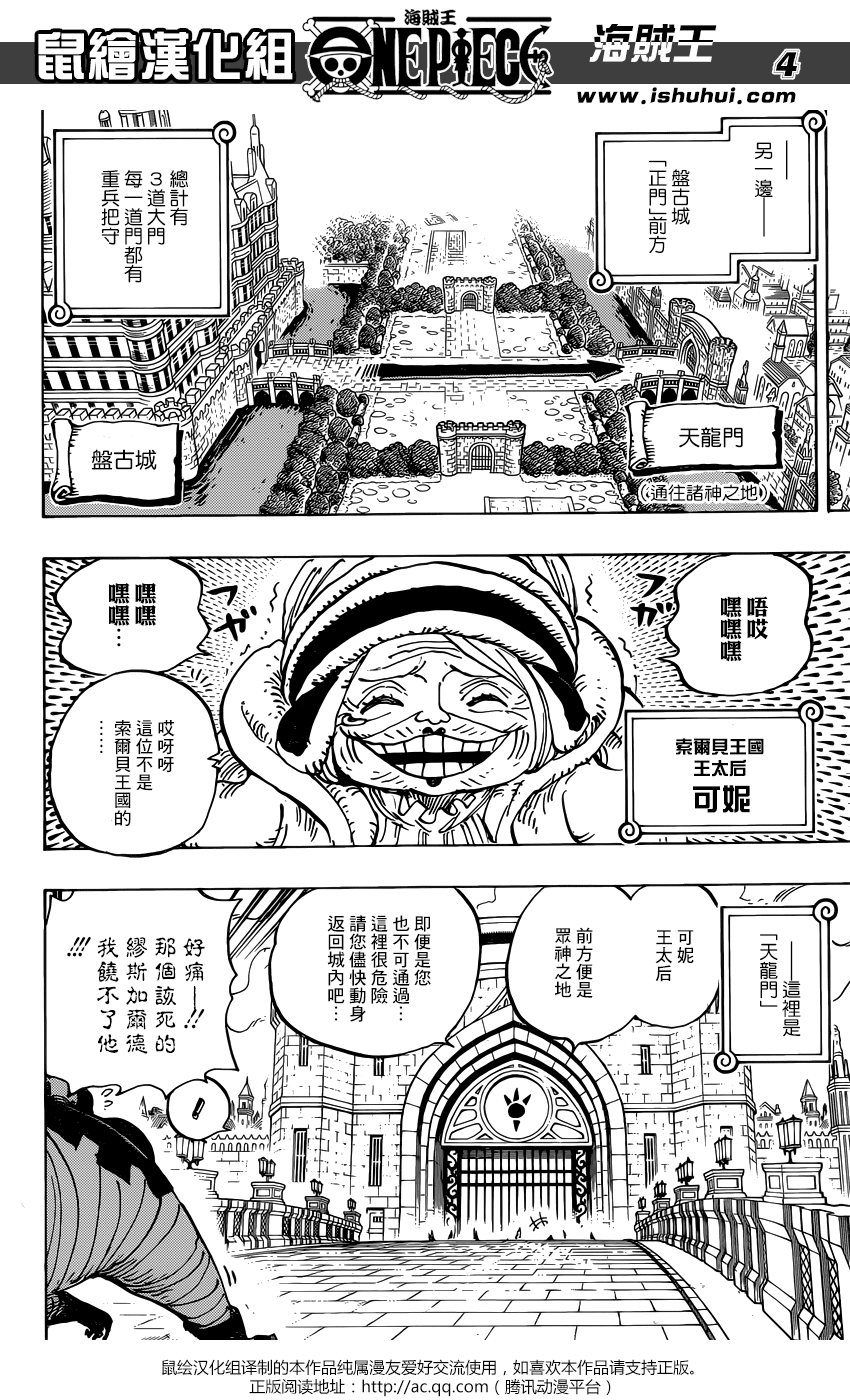 鼠繪漢化組
海賊王
ONE PIECE
海賊王
www.ishuhui.com
4
——另一邊——
盤古城
「正門」前方
總計有
3道大門
每一道門都有
重兵把守
盤古城
天龍門
（通往諸神之地）
唔哎
嘿嘿嘿
フガ
索爾貝王國
王太后
可妮
嘿嘿
嘿嘿…
フガ
哎呀呀
這位不是
索爾貝王國的
……
——這裡是
「天龍門」
可妮
王太后
前方便是
眾神之地
即便是您
也不可通過…
這裡很危險
請您儘快動身
返回城內吧…
好痛—!!
那個該死的
繆斯加爾德
我饒不了他
!!!
!
鼠绘汉化组译制的本作品纯属漫友爱好交流使用，如喜欢本作品请支持正版。
正版阅读地址：http://ac.qq.com（腾讯动漫平台）